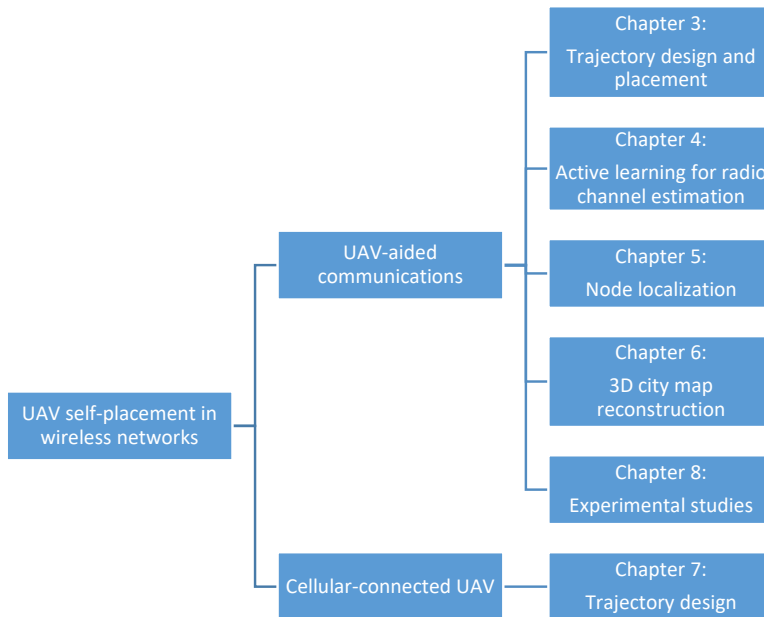 UAV self-placement in
wireless networks
UAV-aided
communications
Chapter 3:
Trajectory design and
placement
Chapter 4:
Active learning for radio
channel estimation
Chapter 5:
Node localization
Chapter 6:
3D city map
reconstruction
Chapter 8:
Experimental studies
Cellular-connected UAV
Chapter 7:
Trajectory design